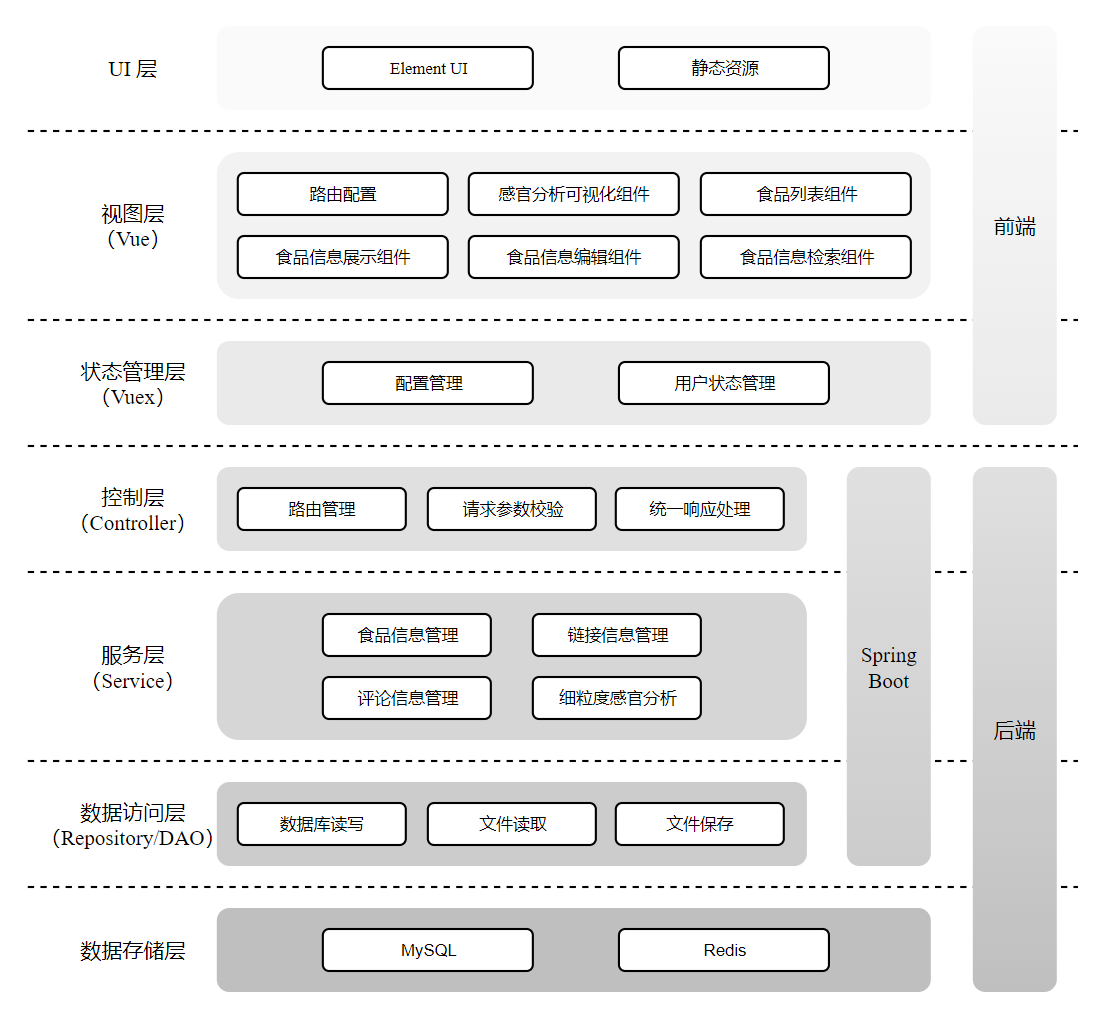 UI 层
Element UI
静态资源
视图层
（Vue）
路由配置
感官分析可视化组件
食品列表组件
食品信息展示组件
食品信息编辑组件
食品信息检索组件
前端
状态管理层
（Vuex）
配置管理
用户状态管理
控制层
（Controller）
路由管理
请求参数校验
统一响应处理
服务层
（Service）
食品信息管理
链接信息管理
评论信息管理
细粒度感官分析
Spring
Boot
后端
数据访问层
（Repository/DAO）
数据库读写
文件读取
文件保存
数据存储层
MySQL
Redis